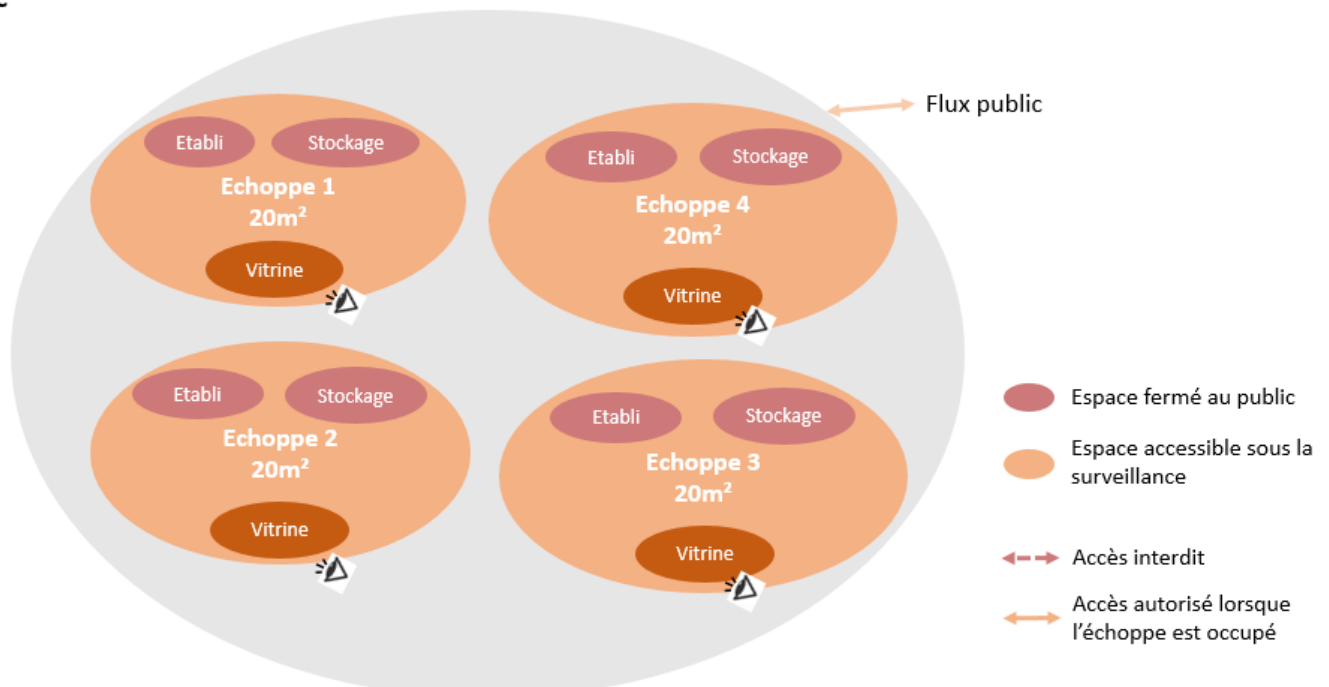 Flux public
Etabli
Stockage
Echoppe 1
20m²
Vitrine
Etabli
Stockage
Echoppe 4
20m²
Vitrine
Etabli
Stockage
Echoppe 2
20m²
Vitrine
Etabli
Stockage
Echoppe 3
20m²
Vitrine
Espace fermé au public
Espace accessible sous la
surveillance
Accès interdit
Accès autorisé lorsque
l'échoppe est occupé